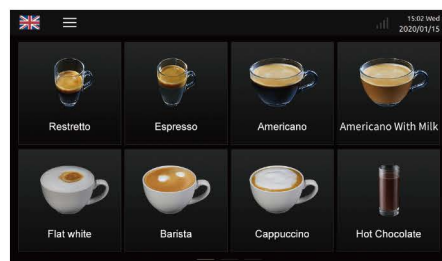 15:02 Wed
2020/01/15
Restretto
Espresso
Americano
Americano With Milk
Flat white
Barista
Cappuccino
Hot Chocolate